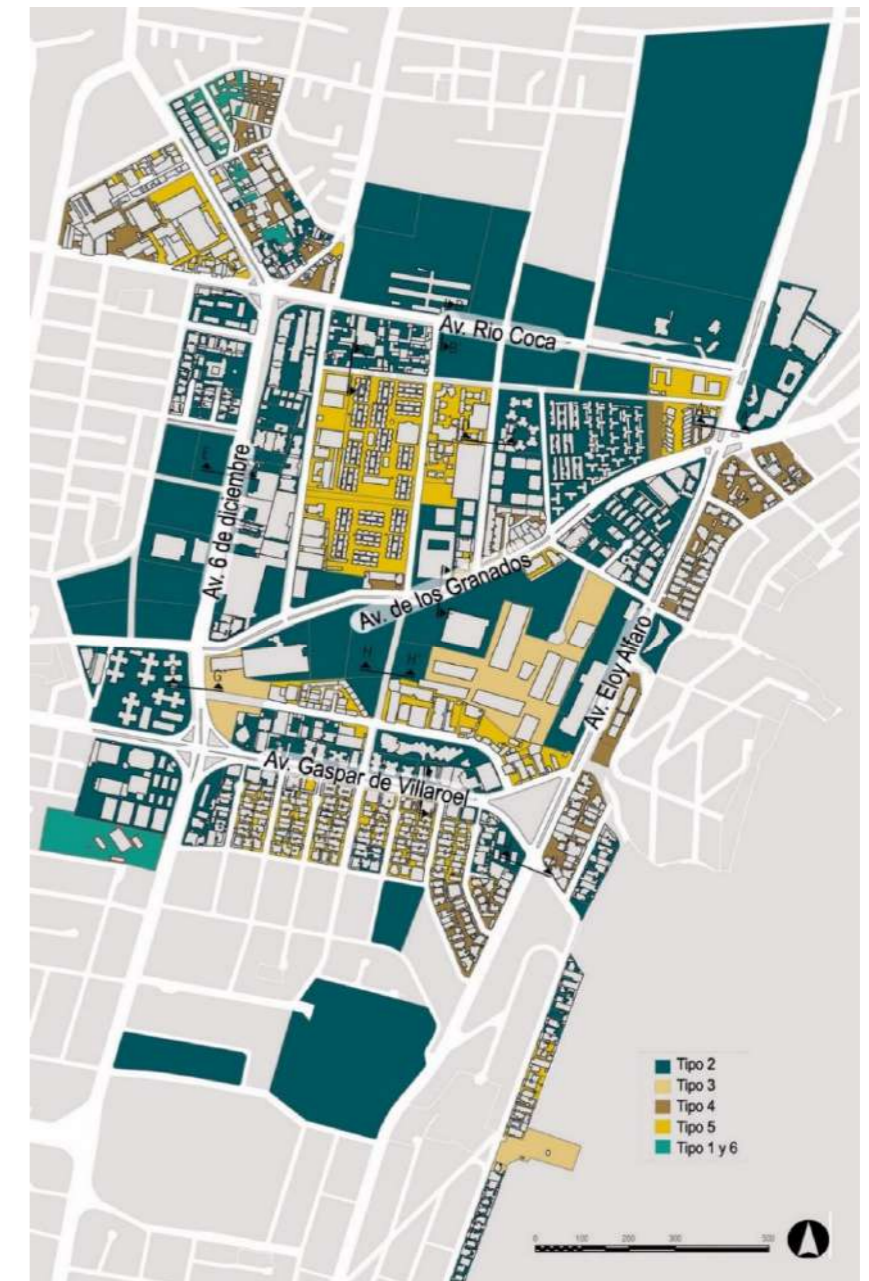 Av. Rio Coca
Av. 6 de diciembre
Av. de los Granados
Av. Eloy Alfaro
H
H'
G
Av. Gaspar de Villaroel
Tipo 2
Tipo 3
Tipo 4
Tipo 5
Tipo 1 y 6
0 100 200 300 500